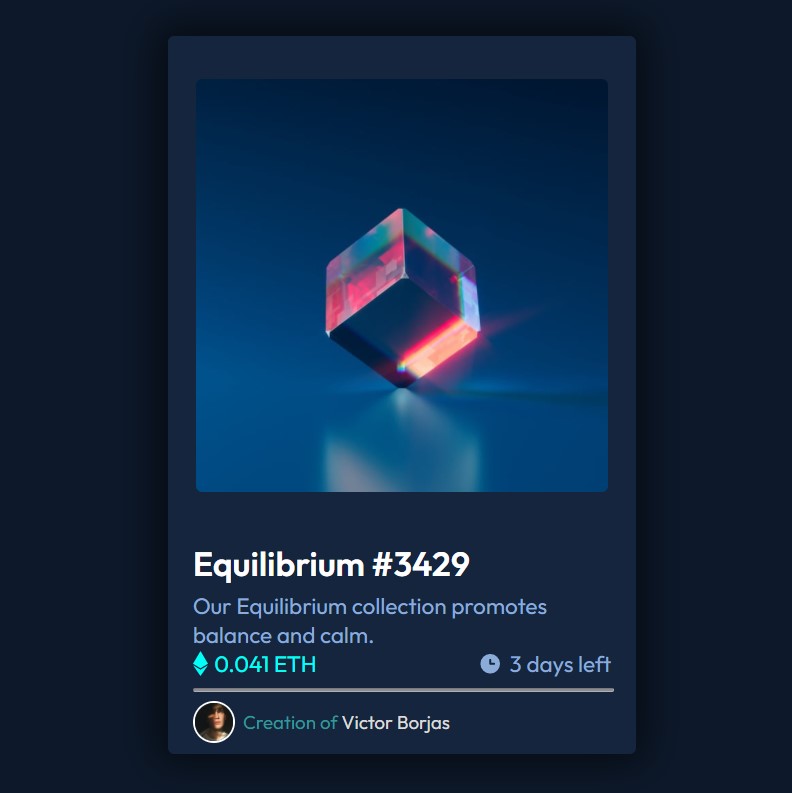 Equilibrium #3429
Our Equilibrium collection promotes
balance and calm.
0.041 ETH 3 days left
Creation of Victor Borjas